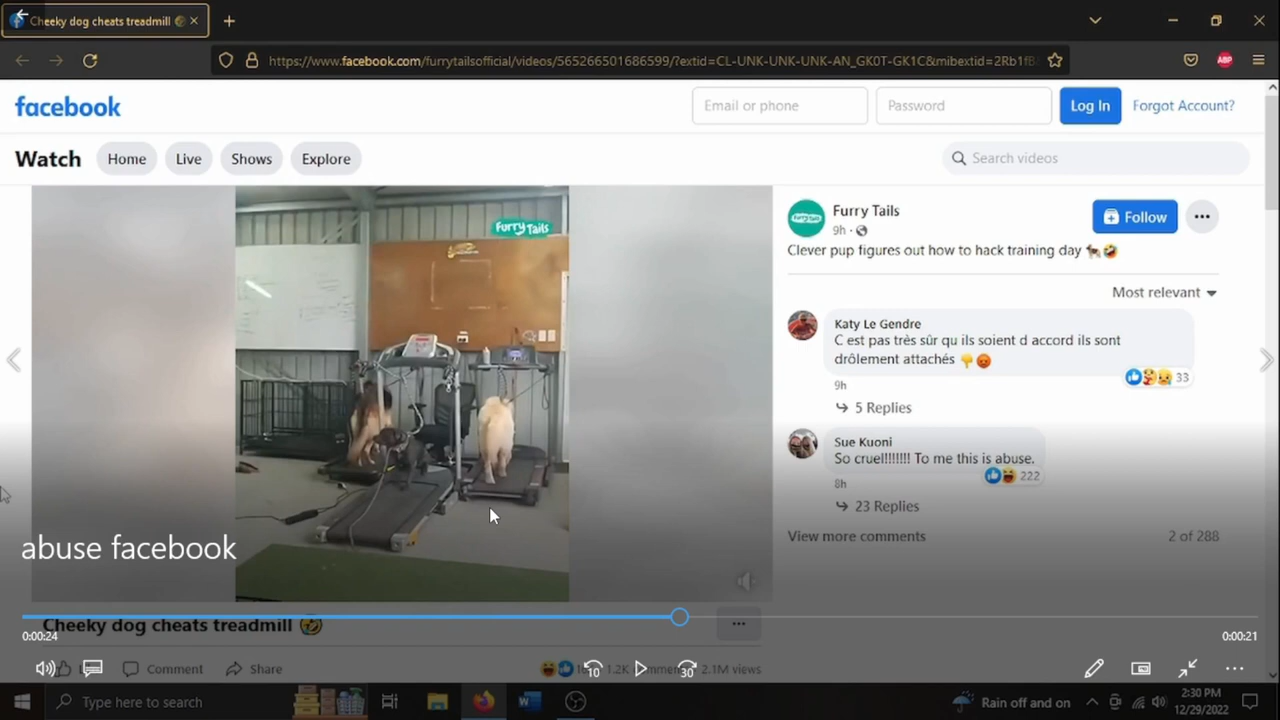 Cheeky dog cheats treadmill
https://www.facebook.com/furrytailsofficial/videos/565266501686599/?extid=CL-UNK-UNK-UNK-AN_GK0T-GK1C&mibextid=2Rb1fB
ABP
facebook
Email or phone
Password
Log In
Forgot Account?
Watch
Home
Live
Shows
Explore
Search videos
Furry Tails
Furry Tails
9h
Follow
Clever pup figures out how to hack training day
Most relevant
Katy Le Gendre
C est pas très sûr qu ils soient d accord ils sont
drôlement attachés
33
9h
5 Replies
Sue Kuoni
So cruel!!!!!!! To me this is abuse.
222
8h
23 Replies
View more comments
2 of 288
abuse facebook
Cheeky dog cheats treadmill
0:00:24
0:00:21
Comment
Share
10
30
2.1M views
Type here to search
Rain off and on
2:30 PM
12/29/2022